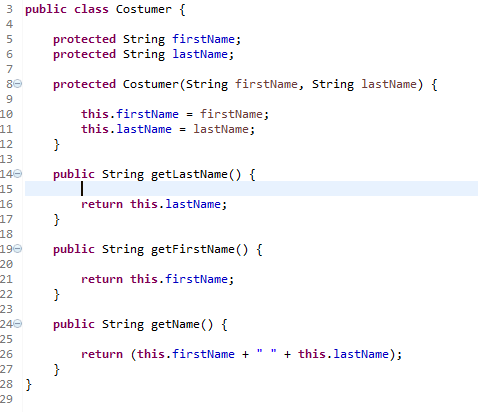 3 public class Costumer {
4
5     protected String firstName;
6     protected String lastName;
7
8     protected Costumer(String firstName, String lastName) {
9
10         this.firstName = firstName;
11         this.lastName = lastName;
12     }
13
14     public String getLastName() {
15
16         return this.lastName;
17     }
18
19     public String getFirstName() {
20
21         return this.firstName;
22     }
23
24     public String getName() {
25
26         return (this.firstName + " " + this.lastName);
27     }
28 }
29